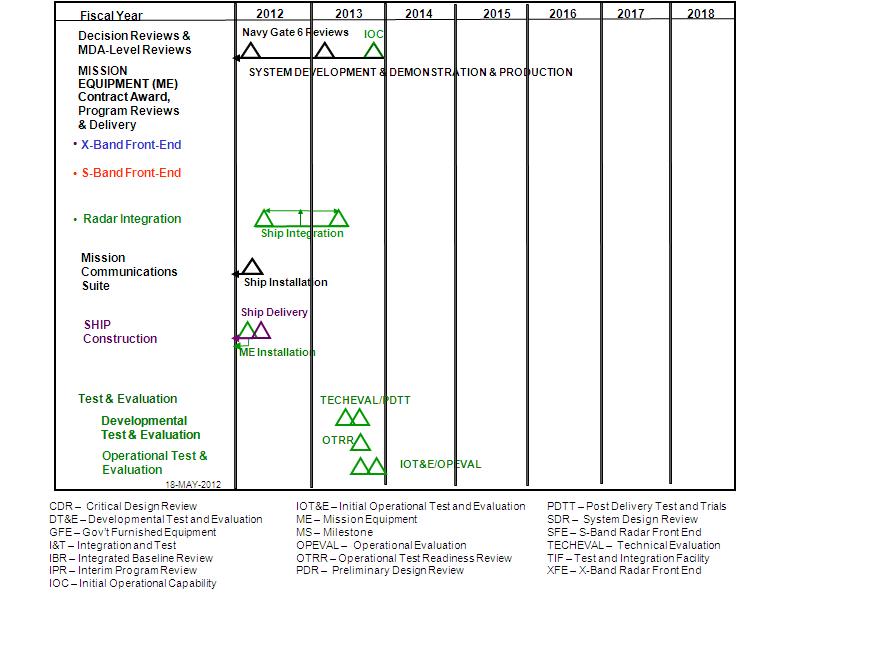 Fiscal Year 2012 2013 2014 2015 2016 2017 2018
Decision Reviews &
MDA-Level Reviews
Navy Gate 6 Reviews IOC
SYSTEM DEVELOPMENT & DEMONSTRATION & PRODUCTION
MISSION
EQUIPMENT (ME)
Contract Award,
Program Reviews
& Delivery
• X-Band Front-End
• S-Band Front-End
• Radar Integration
Ship Integration
Mission
Communications
Suite
Ship Installation
Ship Delivery
SHIP
Construction
ME Installation
Test & Evaluation
TECHEVAL/PDTT
Developmental
Test & Evaluation
OTRR
Operational Test &
Evaluation
IOT&E/OPEVAL
18-MAY-2012
CDR – Critical Design Review
DT&E – Developmental Test and Evaluation
GFE – Gov't Furnished Equipment
I&T – Integration and Test
IBR – Integrated Baseline Review
IPR – Interim Program Review
IOC – Initial Operational Capability
IOT&E – Initial Operational Test and Evaluation
ME – Mission Equipment
MS – Milestone
OPEVAL – Operational Evaluation
OTRR – Operational Test Readiness Review
PDR – Preliminary Design Review
PDTT – Post Delivery Test and Trials
SDR – System Design Review
SFE – S-Band Radar Front End
TECHEVAL – Technical Evaluation
TIF – Test and Integration Facility
XFE – X-Band Radar Front End